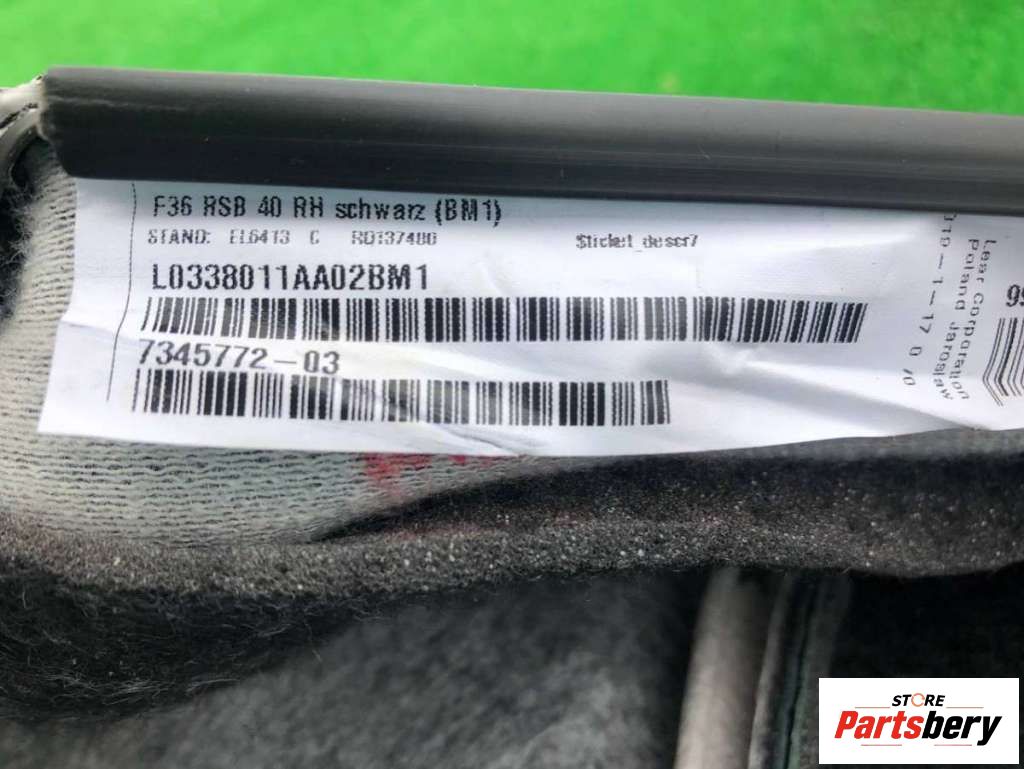 F36 RSB 40 RH schwarz (BM1)
STAND: EL6413 C RD137480
$ticket_descr7
L0338011AA02BM1
7345772-03
Lear Corporation
Poland Jaroslaw
STORE
Partsbery